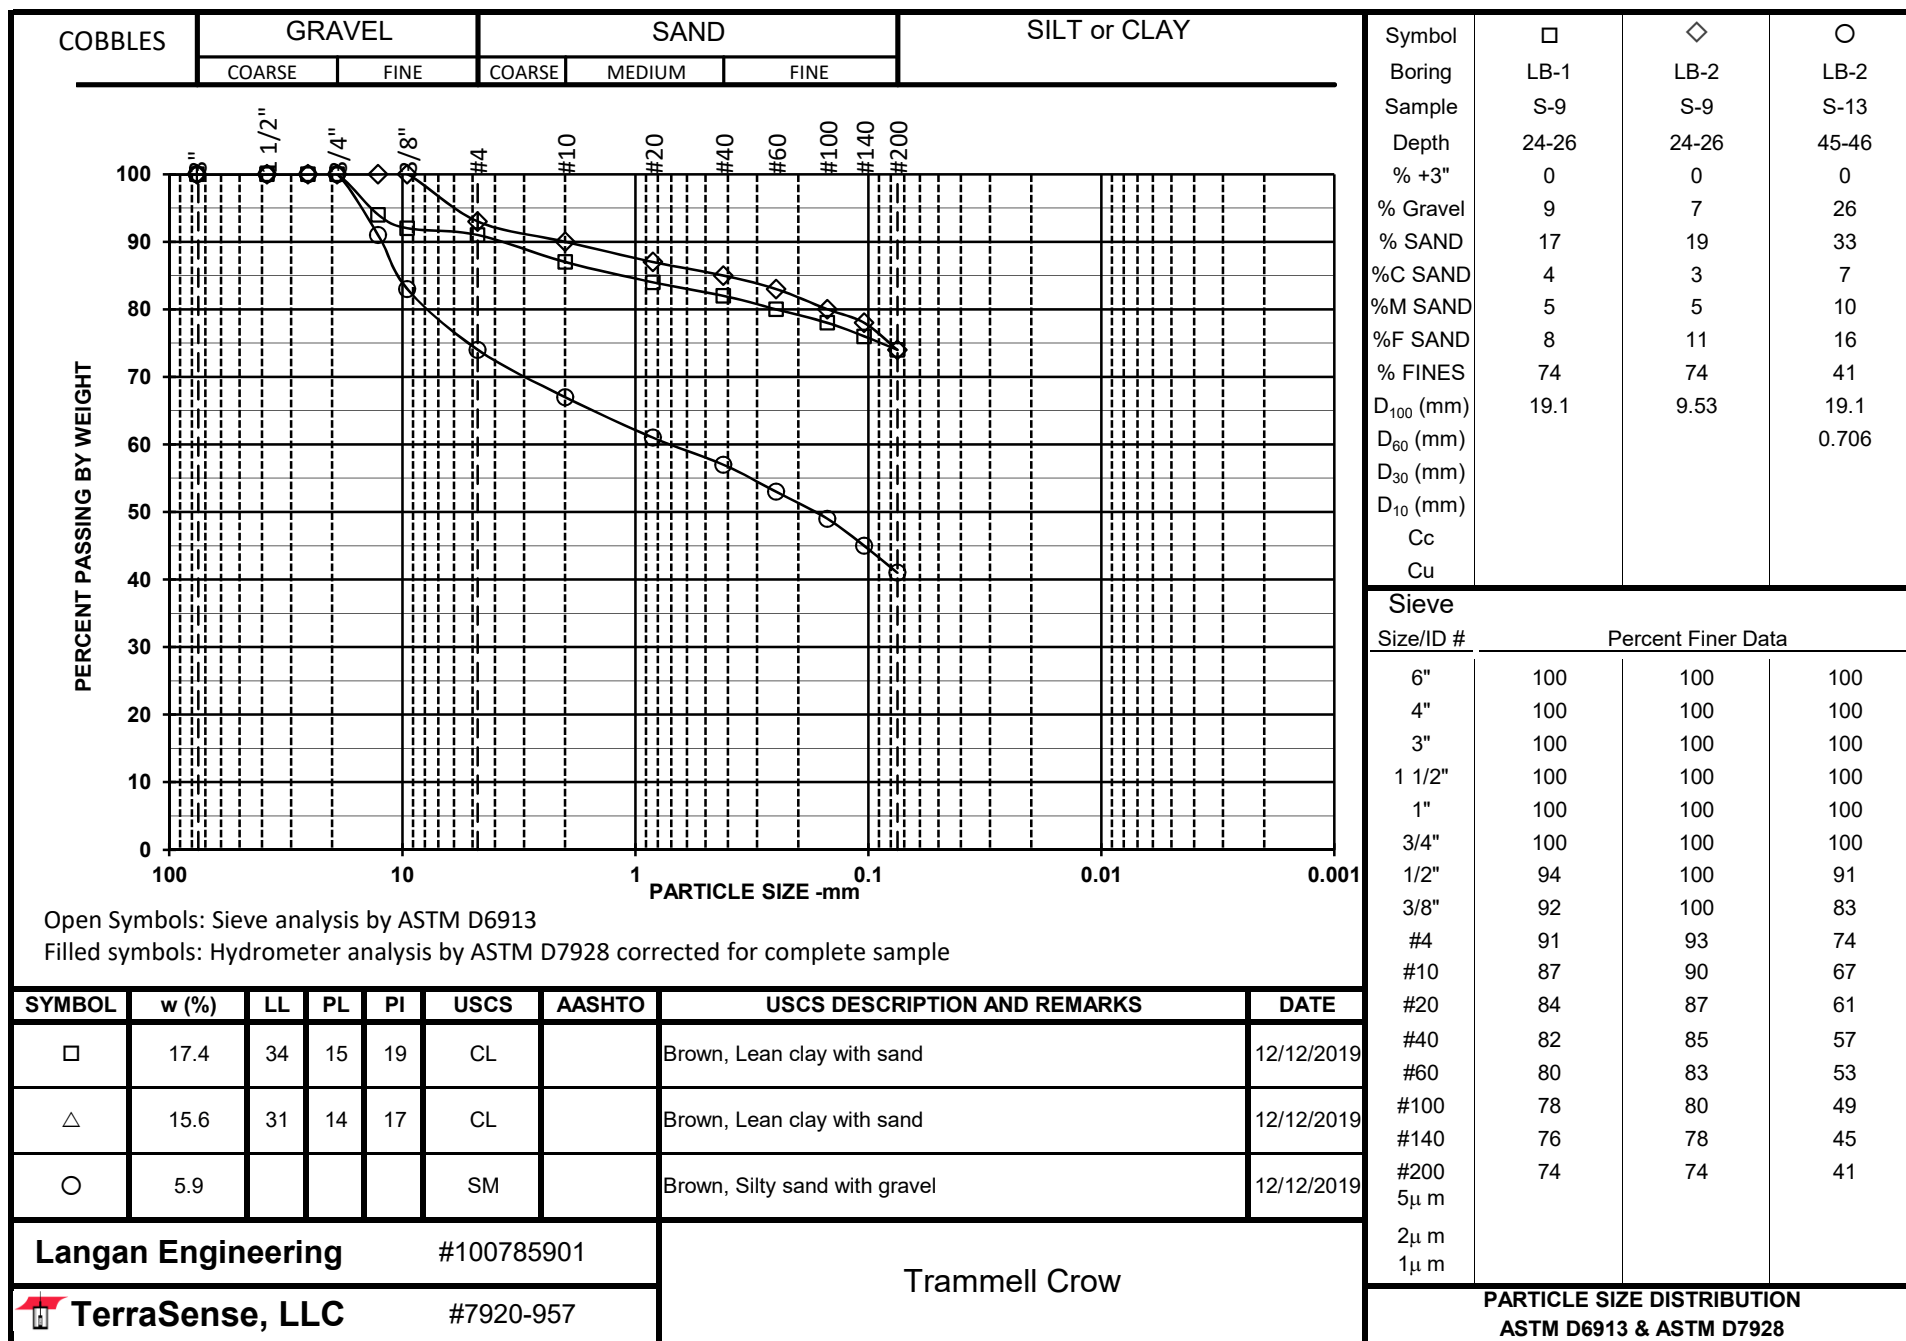 COBBLES GRAVEL SAND SILT or CLAY
COARSE FINE COARSE MEDIUM FINE
3" 1 1/2" 3/4" 3/8" #4 #10 #20 #40 #60 #100 #140 #200
PERCENT PASSING BY WEIGHT
100
90
80
70
60
50
40
30
20
10
0
100 10 1 0.1 0.01 0.001
PARTICLE SIZE -mm
Open Symbols: Sieve analysis by ASTM D6913
Filled symbols: Hydrometer analysis by ASTM D7928 corrected for complete sample
Symbol □ ◇ ○
Boring LB-1 LB-2 LB-2
Sample S-9 S-9 S-13
Depth 24-26 24-26 45-46
% +3" 0 0 0
% Gravel 9 7 26
% SAND 17 19 33
%C SAND 4 3 7
%M SAND 5 5 10
%F SAND 8 11 16
% FINES 74 74 41
D100 (mm) 19.1 9.53 19.1
D60 (mm) 0.706
D30 (mm)
D10 (mm)
Cc
Cu
Sieve
Size/ID # Percent Finer Data
6" 100 100 100
4" 100 100 100
3" 100 100 100
1 1/2" 100 100 100
1" 100 100 100
3/4" 100 100 100
1/2" 94 100 91
3/8" 92 100 83
#4 91 93 74
#10 87 90 67
#20 84 87 61
#40 82 85 57
#60 80 83 53
#100 78 80 49
#140 76 78 45
#200 74 74 41
5μ m
2μ m
1μ m
SYMBOL w (%) LL PL PI USCS AASHTO USCS DESCRIPTION AND REMARKS DATE
□ 17.4 34 15 19 CL Brown, Lean clay with sand 12/12/2019
△ 15.6 31 14 17 CL Brown, Lean clay with sand 12/12/2019
○ 5.9 SM Brown, Silty sand with gravel 12/12/2019
Langan Engineering #100785901
TerraSense, LLC #7920-957
Trammell Crow
PARTICLE SIZE DISTRIBUTION
ASTM D6913 & ASTM D7928